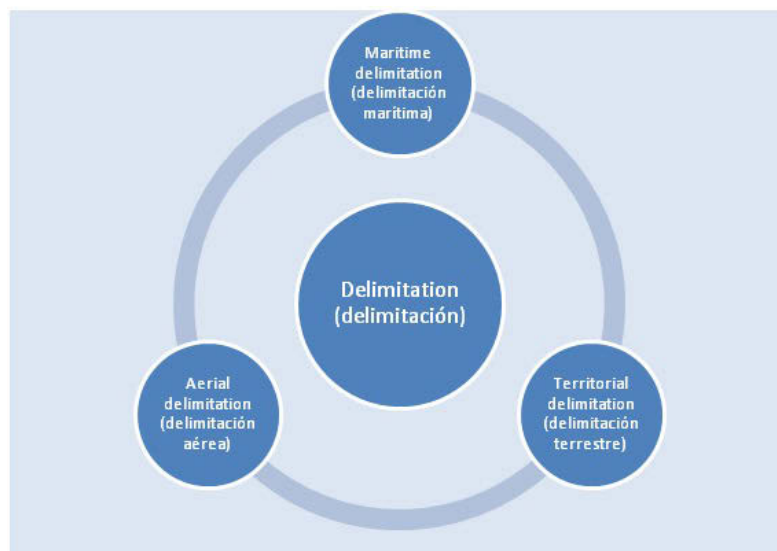 Maritime
delimitation
(delimitación
marítima)
Delimitation
(delimitación)
Aerial
delimitation
(delimitación
aérea)
Territorial
delimitation
(delimitación
terrestre)